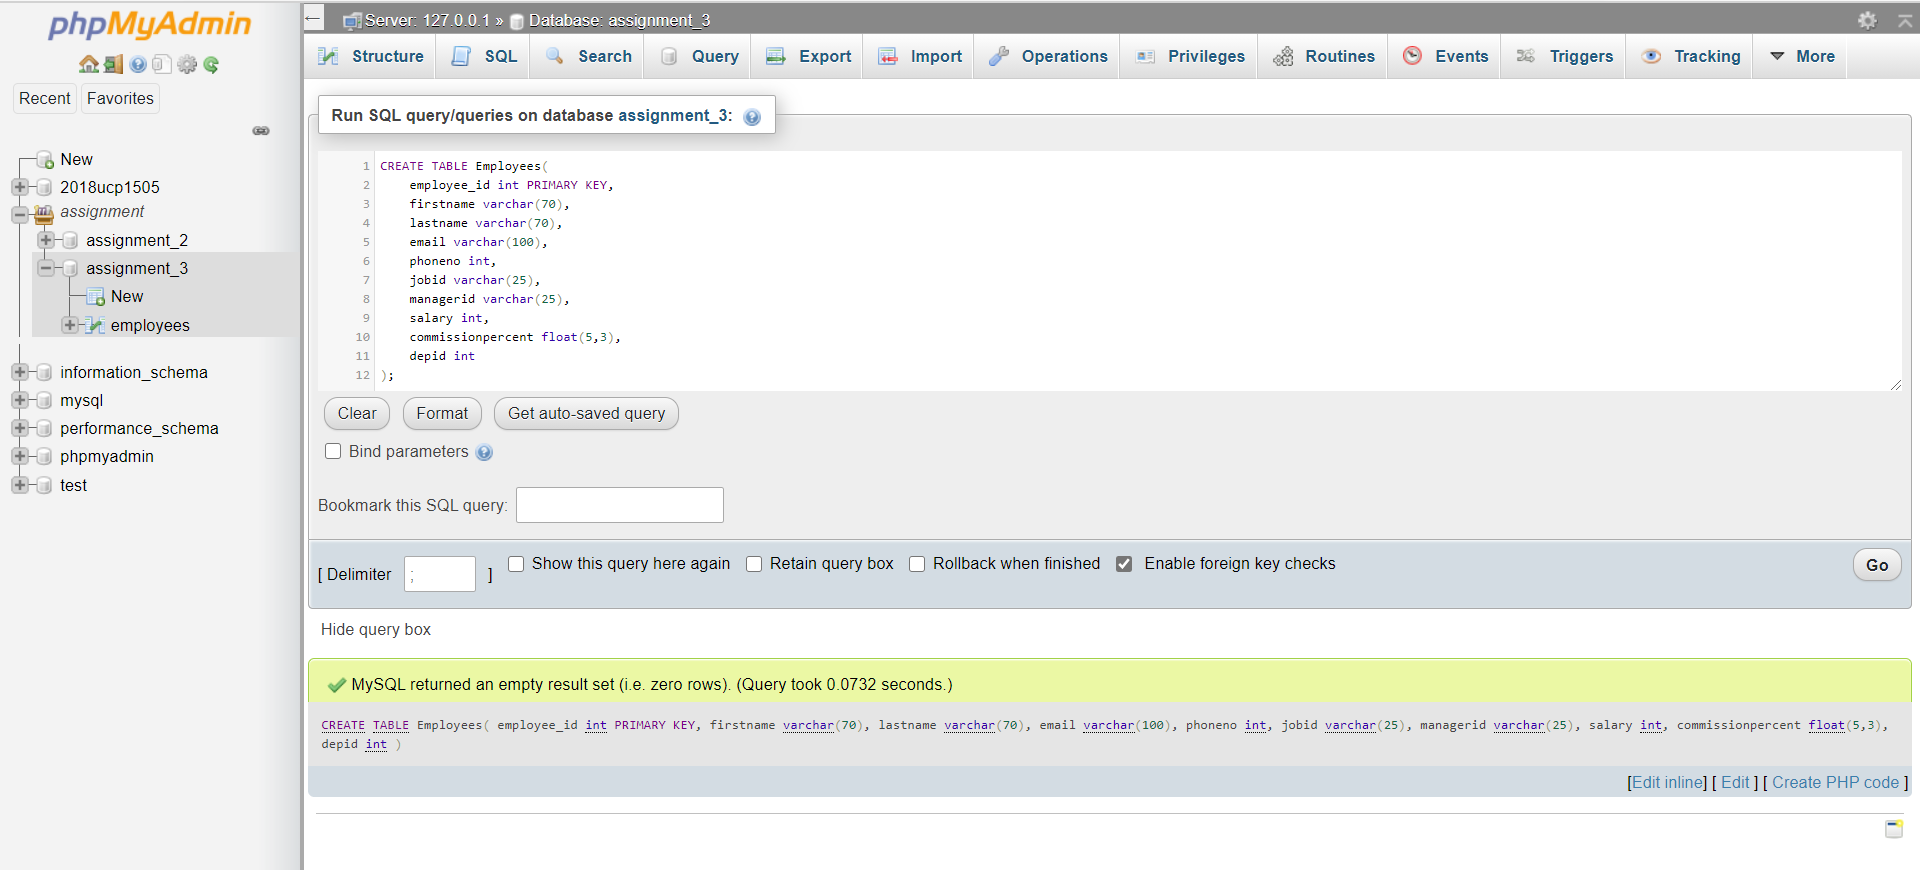 phpMyAdmin
Recent Favorites
New
2018ucp1505
assignment
assignment_2
assignment_3
New
employees
information_schema
mysql
performance_schema
phpmyadmin
test
Server: 127.0.0.1 » Database: assignment_3
Structure SQL Search Query Export Import Operations Privileges Routines Events Triggers Tracking More
Run SQL query/queries on database assignment_3:
1 CREATE TABLE Employees(
2 employee_id int PRIMARY KEY,
3 firstname varchar(70),
4 lastname varchar(70),
5 email varchar(100),
6 phoneno int,
7 jobid varchar(25),
8 managerid varchar(25),
9 salary int,
10 commissionpercent float(5,3),
11 depid int
12 );
Clear Format Get auto-saved query
Bind parameters
Bookmark this SQL query:
[ Delimiter ; ] Show this query here again Retain query box Rollback when finished Enable foreign key checks Go
Hide query box
MySQL returned an empty result set (i.e. zero rows). (Query took 0.0732 seconds.)
CREATE TABLE Employees( employee_id int PRIMARY KEY, firstname varchar(70), lastname varchar(70), email varchar(100), phoneno int, jobid varchar(25), managerid varchar(25), salary int, commissionpercent float(5,3),
depid int )
[Edit inline] [ Edit ] [ Create PHP code ]